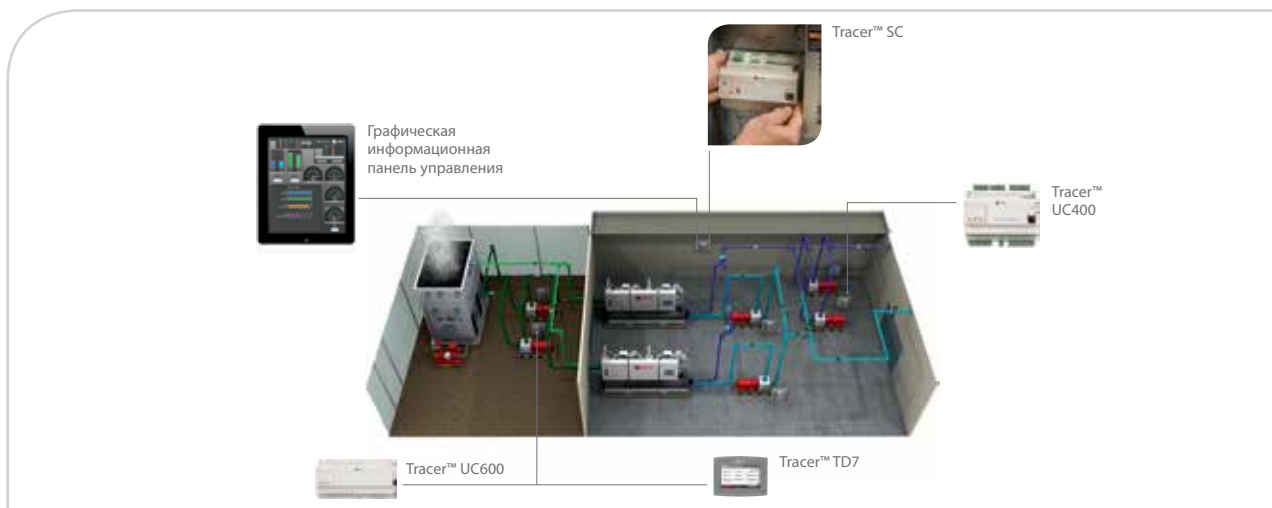 Tracer™ SC
Графическая
информационная
панель управления
Tracer™
UC400
Tracer™ UC600
Tracer™ TD7